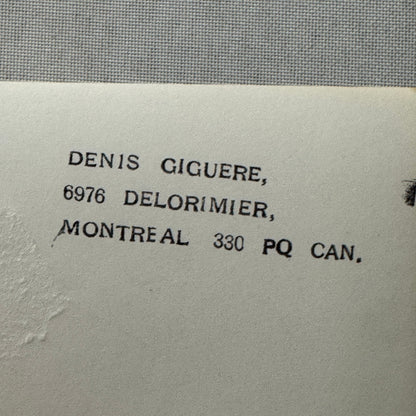 DENIS GIGUERE,
6976 DELORIMIER,
MONTREAL 330 PQ CAN.